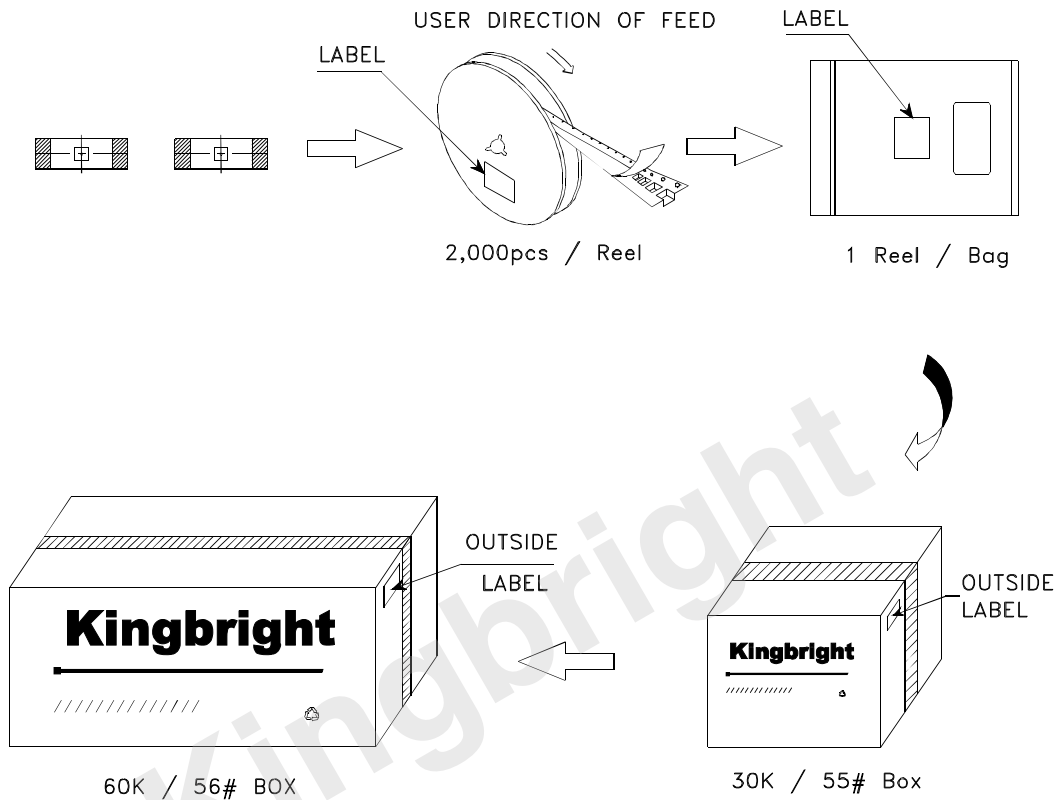 USER DIRECTION OF FEED
LABEL
LABEL
2,000pcs / Reel
1 Reel / Bag
OUTSIDE
LABEL
Kingbright
60K / 56# BOX
OUTSIDE
LABEL
Kingbright
30K / 55# Box
Kingbright